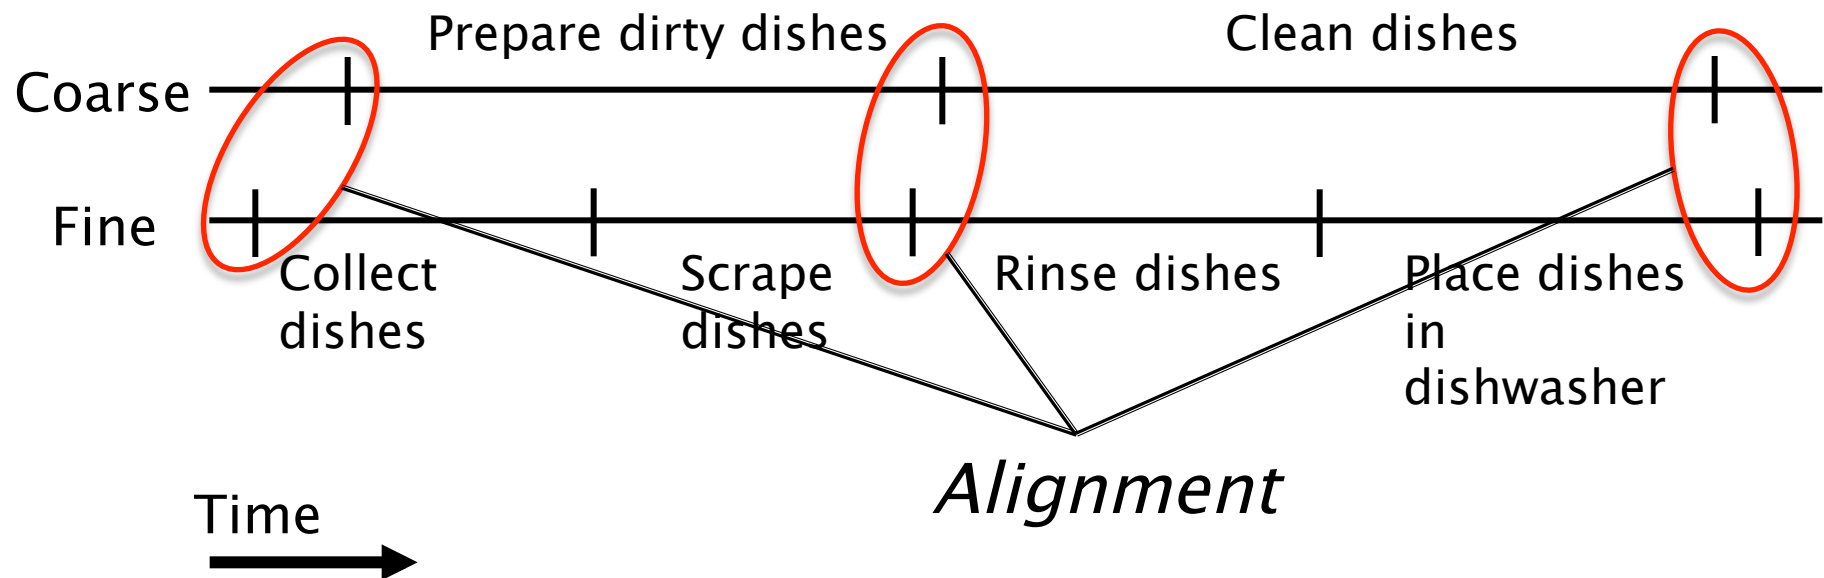 Prepare dirty dishes
Clean dishes
Coarse
Fine
Collect
dishes
Scrape
dishes
Rinse dishes
Place dishes
in
dishwasher
Alignment
Time